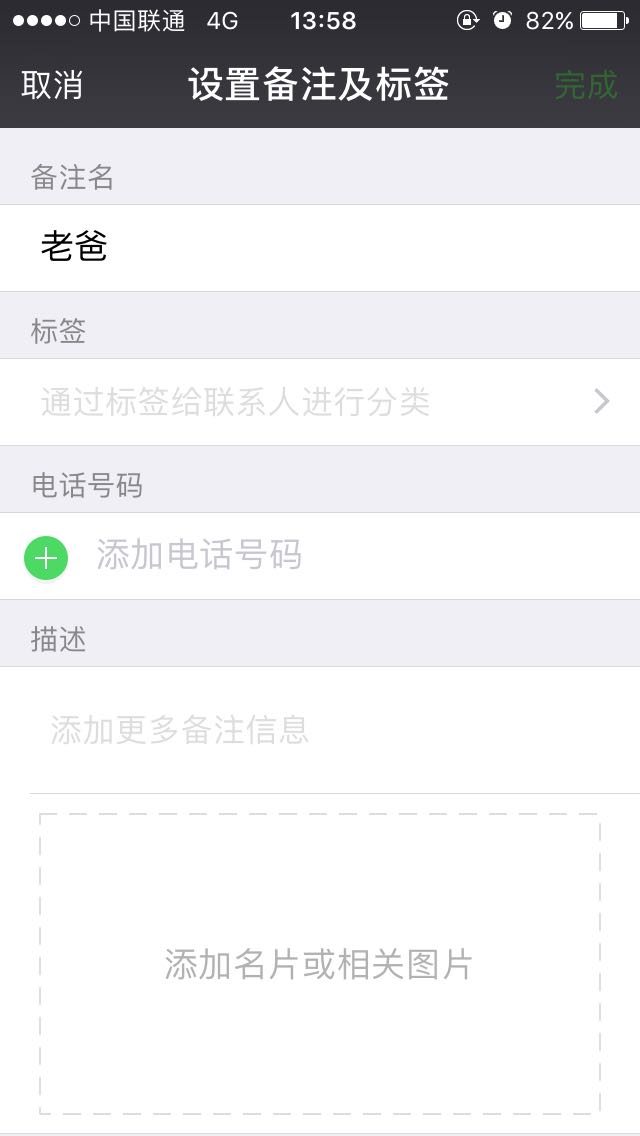 中国联通 4G 13:58 82%
取消 设置备注及标签 完成
备注名
老爸
标签
通过标签给联系人进行分类
电话号码
添加电话号码
描述
添加更多备注信息
添加名片或相关图片